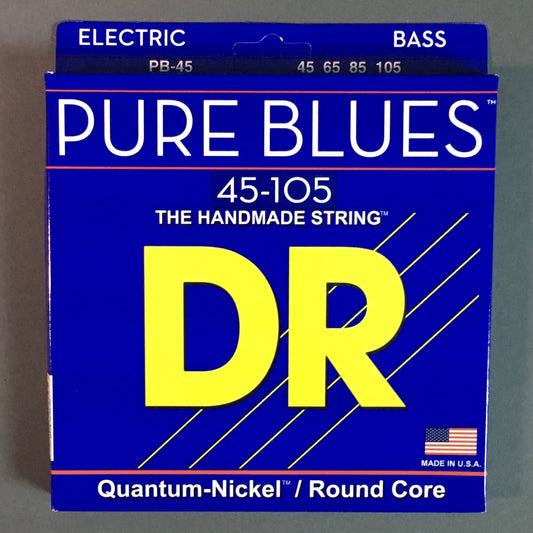 ELECTRIC BASS
PB-45 45 65 85 105
PURE BLUES™
45-105
THE HANDMADE STRING™
DR
MADE IN U.S.A.
Quantum-Nickel™ / Round Core